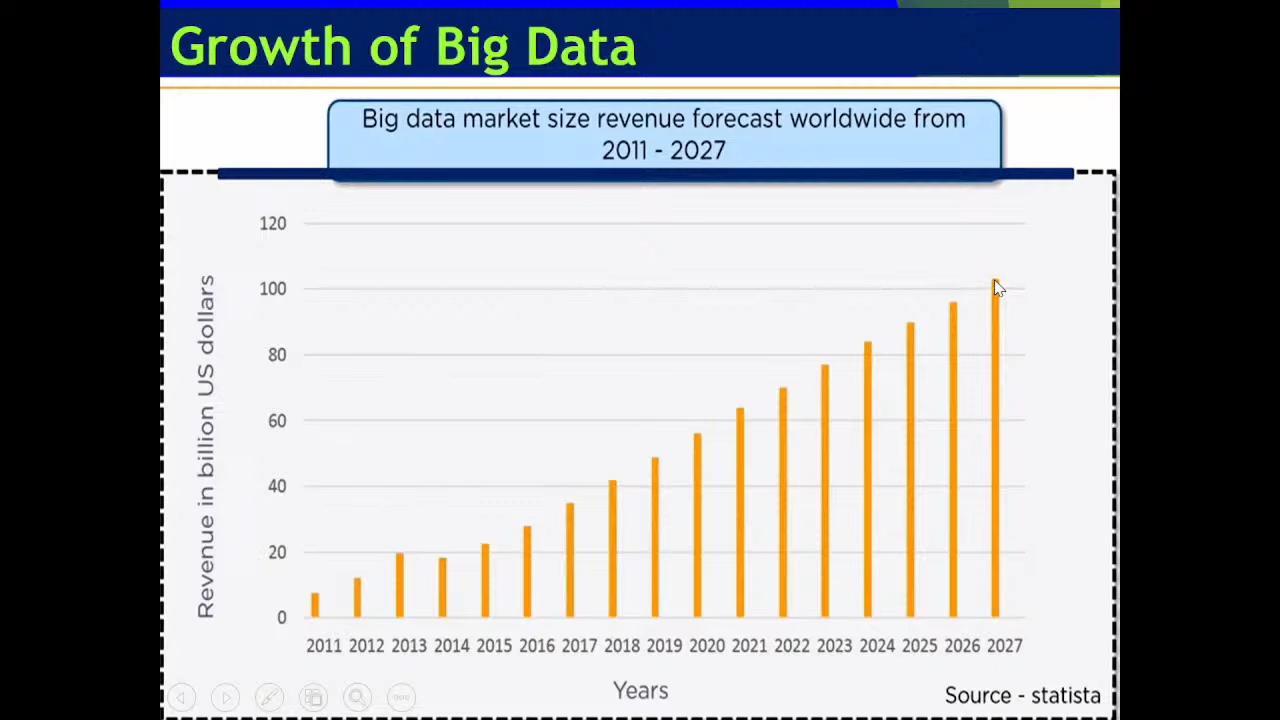 Growth of Big Data
Big data market size revenue forecast worldwide from
2011 - 2027
Revenue in billion US dollars
120
100
80
60
40
20
0
2011 2012 2013 2014 2015 2016 2017 2018 2019 2020 2021 2022 2023 2024 2025 2026 2027
Years
Source - statista